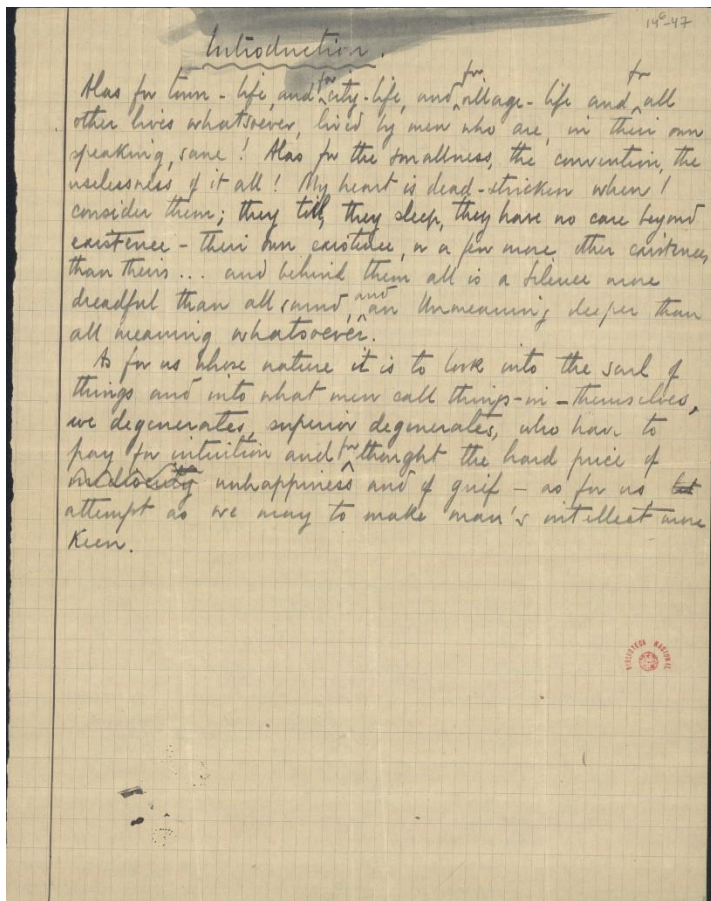 14⁶-47
Introduction.
Alas for town-life, and for city-life, and for village-life and for all
other lives whatsoever, lived by men who are, in their own
speaking, sane! Alas for the smallness, the convention, the
uselessness of it all! My heart is dead-stricken when I
consider them; they till, they sleep, they have no care beyond
existence - their own existence, or a few more other existences
than theirs... and behind them all is a Silence more
dreadful than all sound, and an Unmeaning deeper than
all meaning whatsoever.
As for us whose nature it is to look into the soul of
things and into what men call things-in-themselves,
we degenerates, superior degenerates, who have to
pay for intuition and for thought the hard price of
unhappiness and of grief - as for us but
attempt as we may to make man's intellect more
keen.
BIBLIOTECA NACIONAL